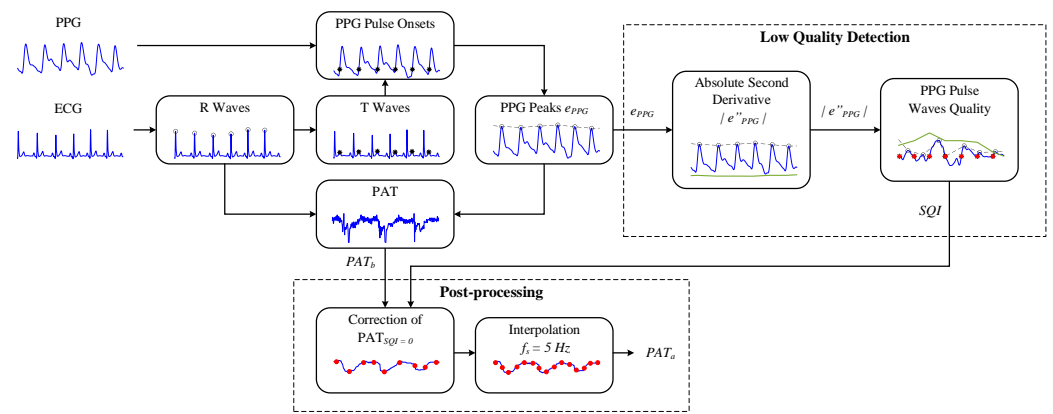 PPG
PPG Pulse Onsets
Low Quality Detection
ECG
R Waves
T Waves
PPG Peaks e_PPG
e_PPG
Absolute Second
Derivative
| e”_PPG |
| e”_PPG |
PPG Pulse
Waves Quality
PAT
SQI
PAT_b
Post-processing
Correction of
PAT_SQI = 0
Interpolation
f_s = 5 Hz
PAT_a